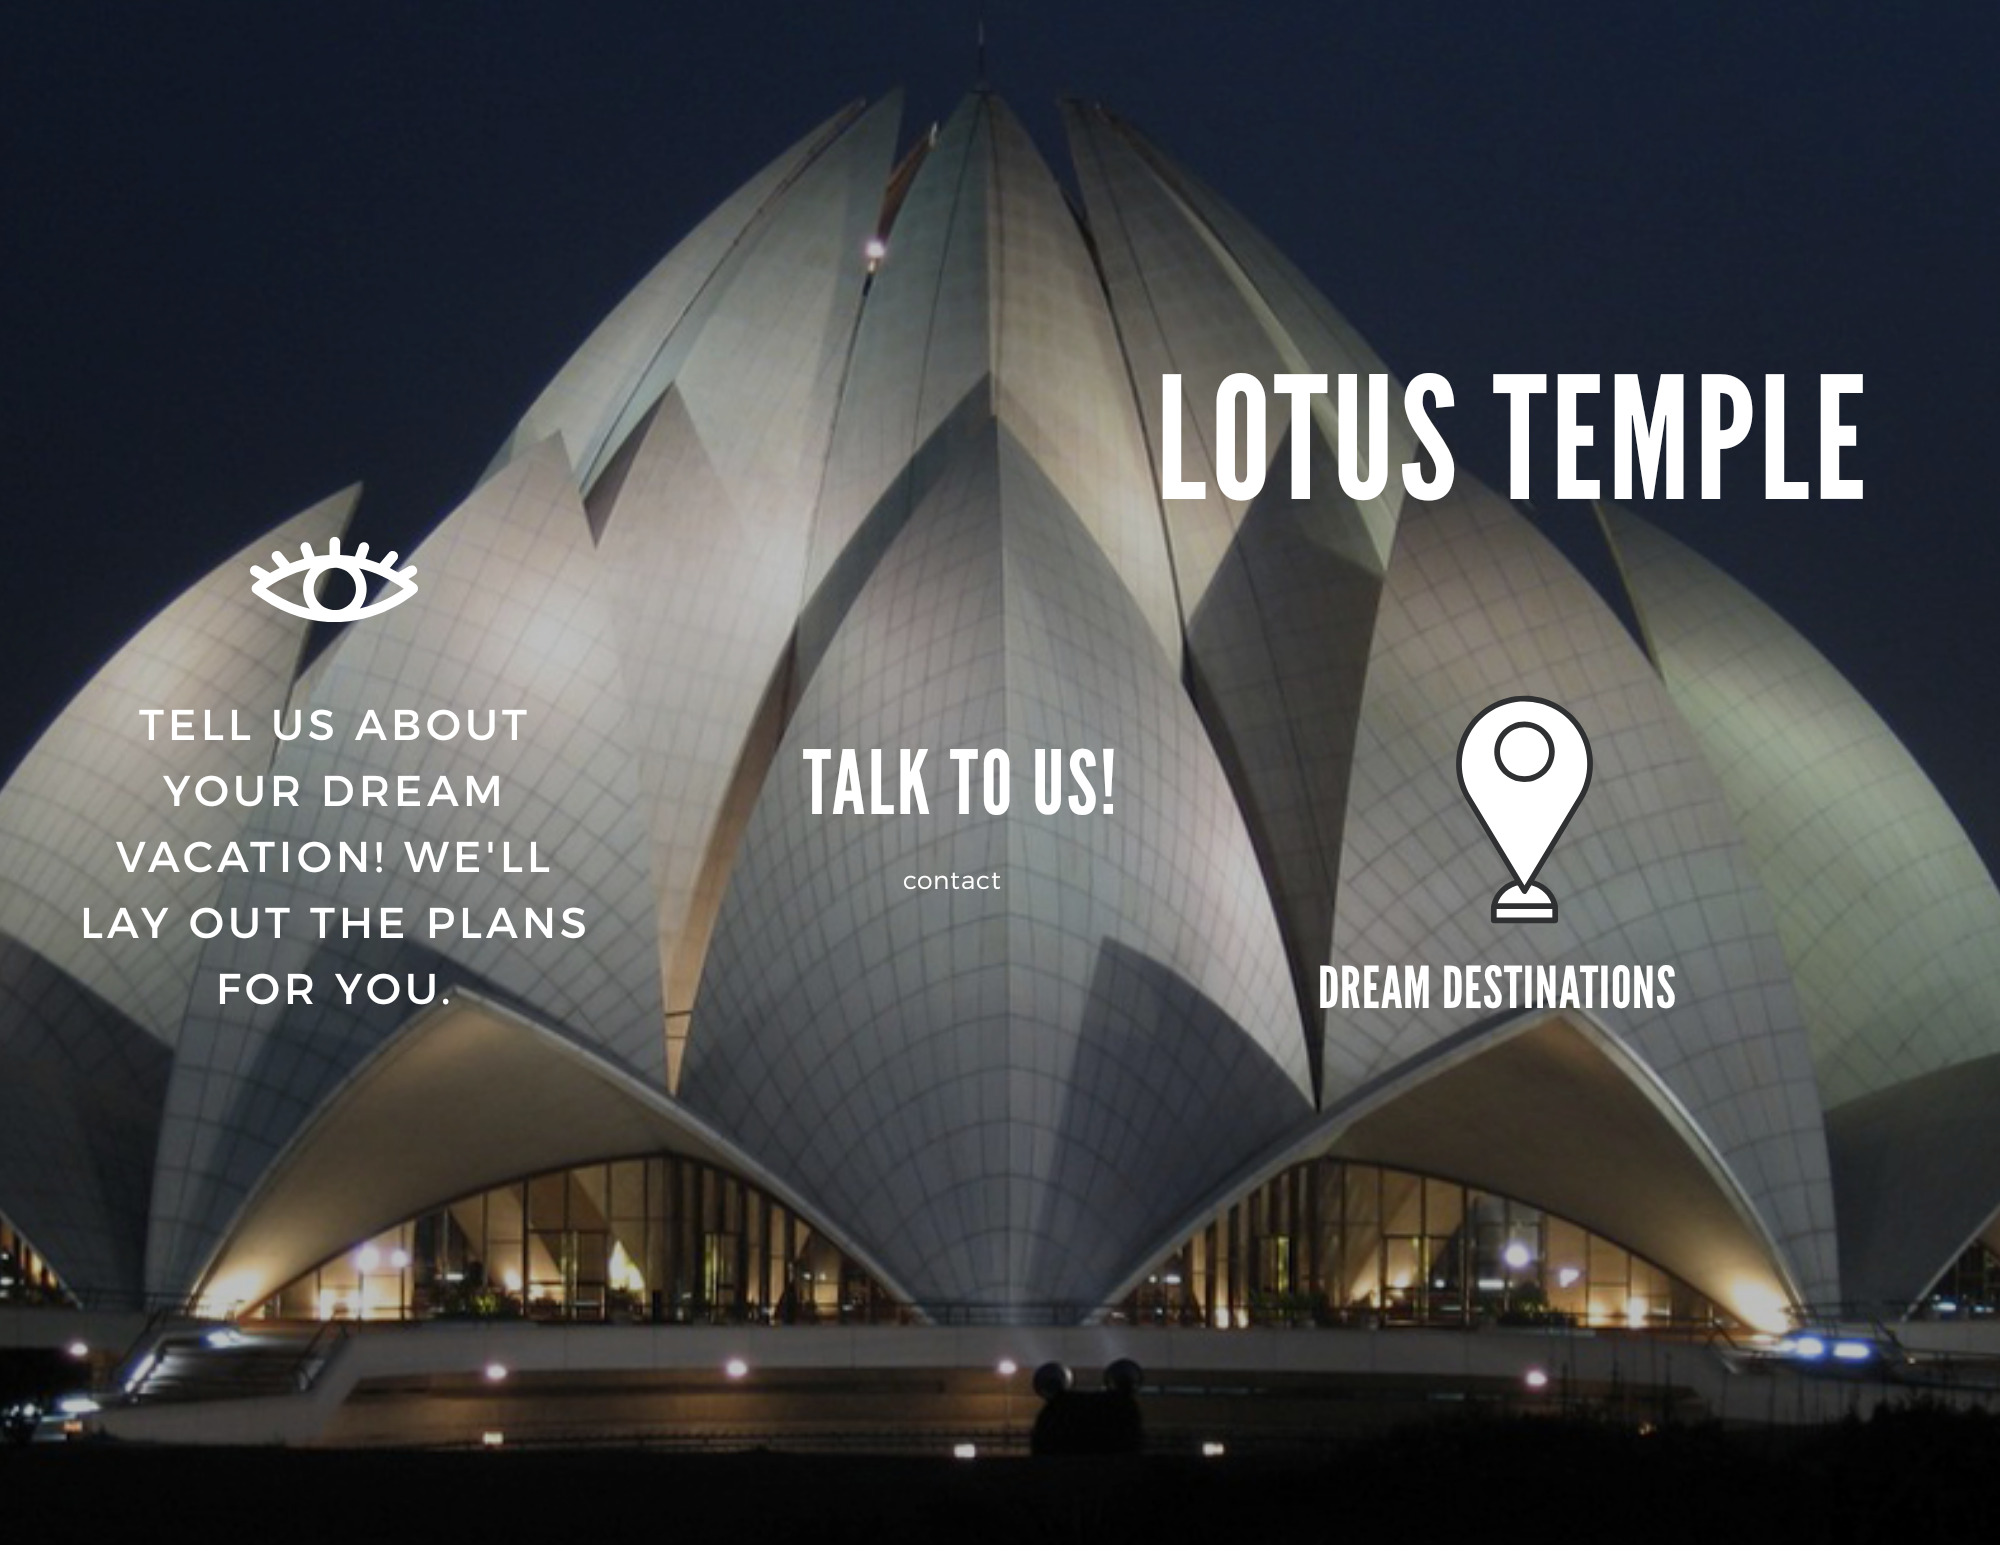 LOTUS TEMPLE
TELL US ABOUT
YOUR DREAM
VACATION! WE'LL
LAY OUT THE PLANS
FOR YOU.
TALK TO US!
contact
DREAM DESTINATIONS